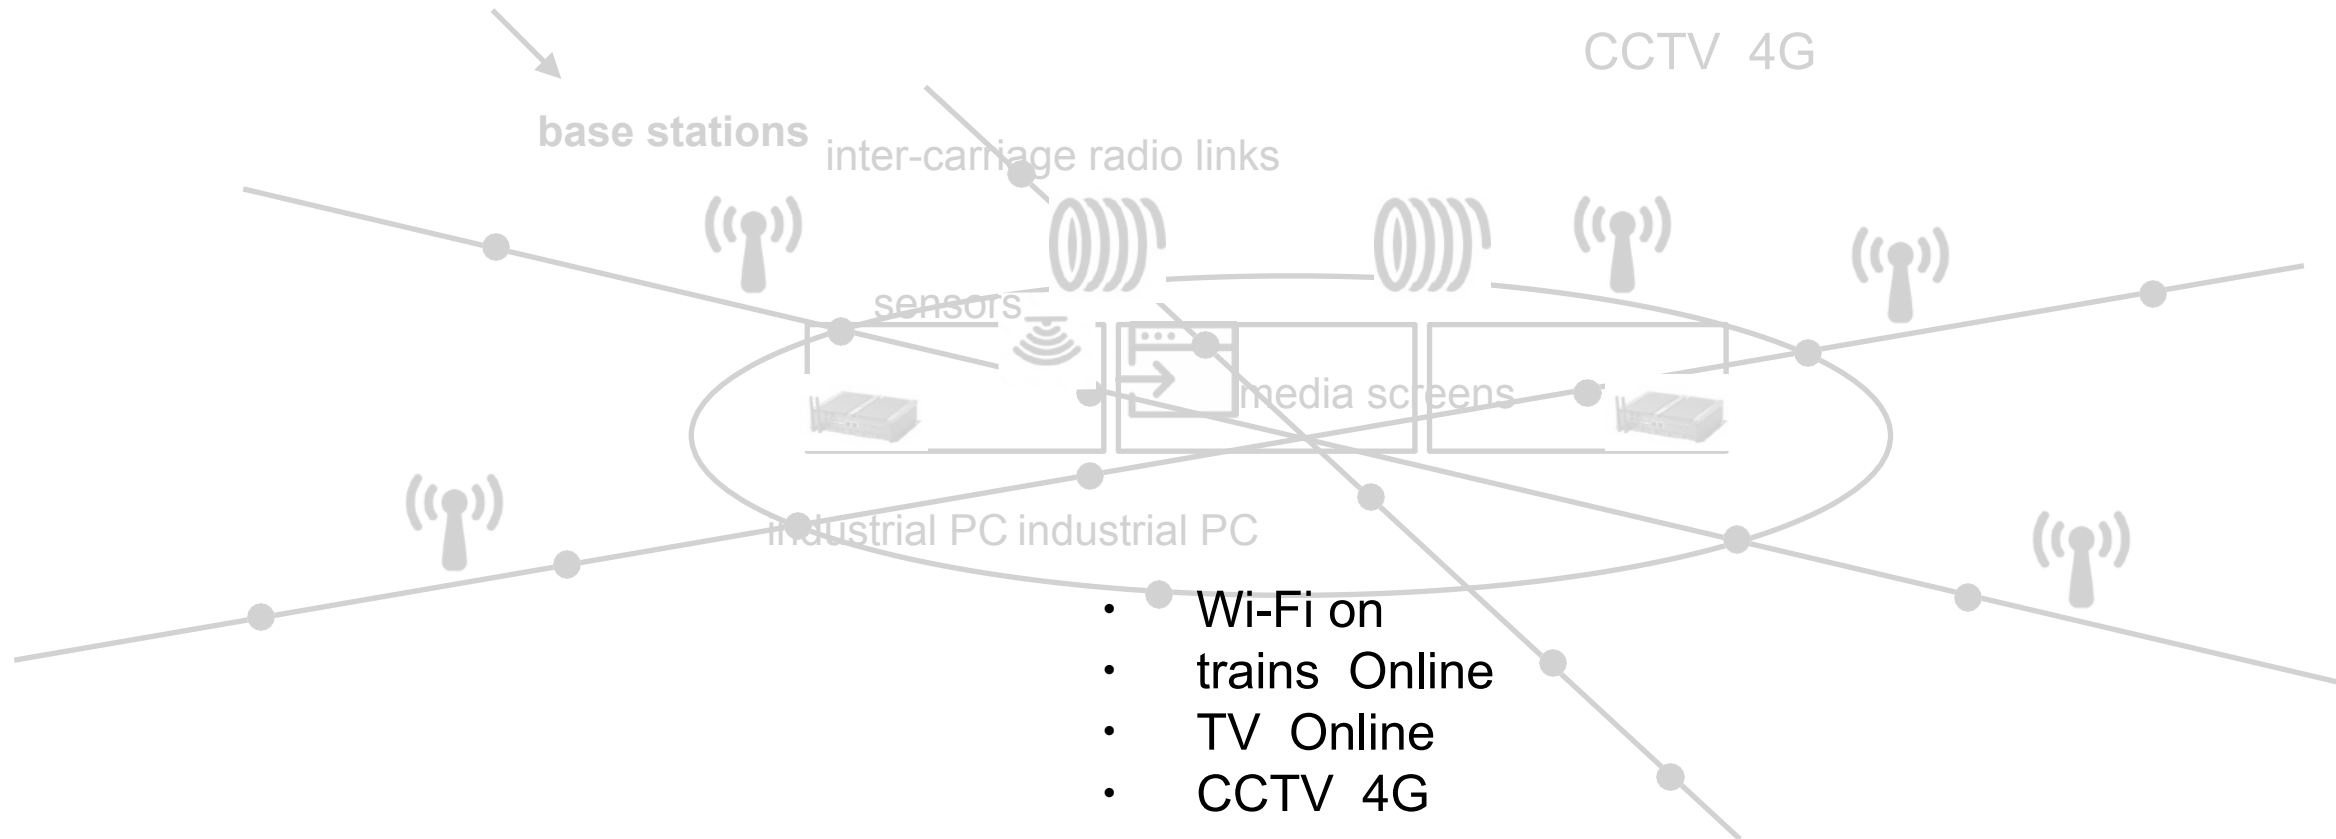 CCTV 4G
base stations
inter-carriage radio links
sensors
media screens
industrial PC industrial PC
· Wi-Fi on
· trains Online
· TV Online
· CCTV 4G